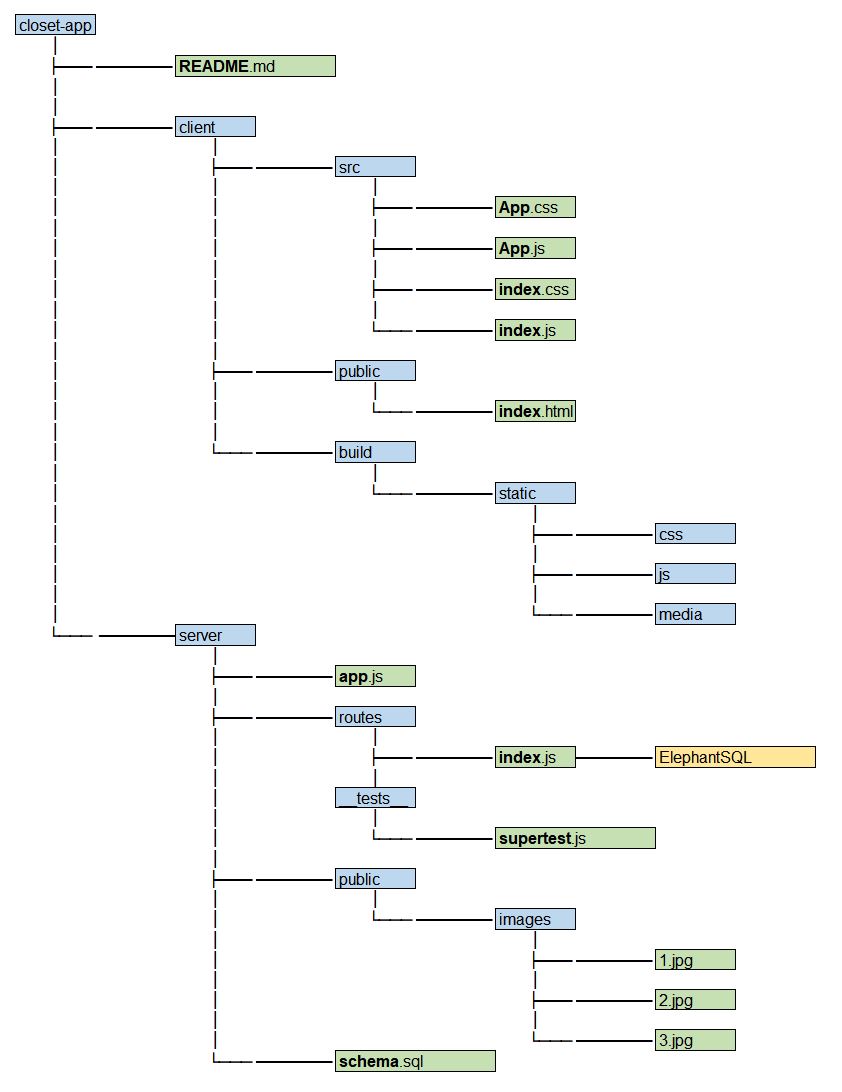 closet-app
README.md
client
src
App.css
App.js
index.css
index.js
public
index.html
build
static
css
js
media
server
app.js
routes
index.js ElephantSQL
__tests__
supertest.js
public
images
1.jpg
2.jpg
3.jpg
schema.sql